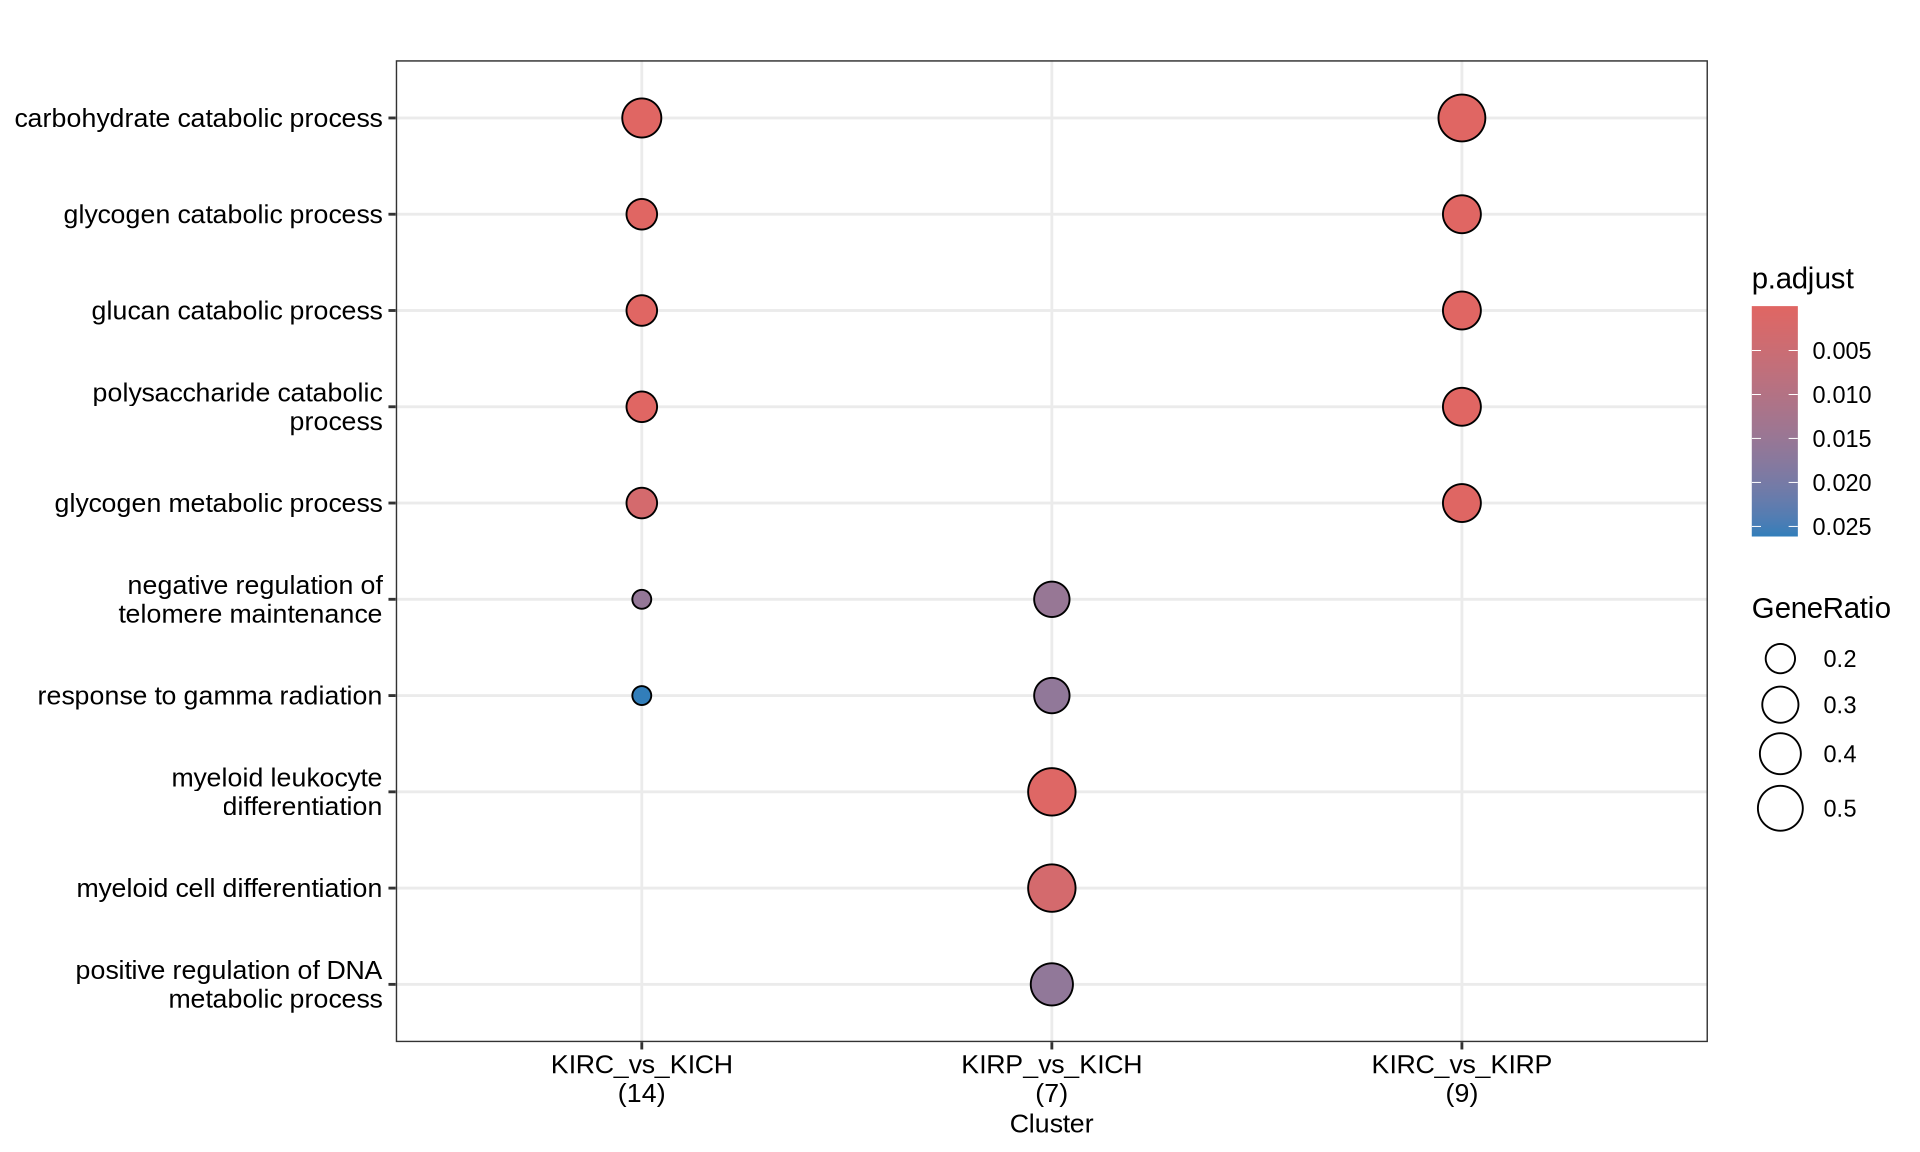 carbohydrate catabolic process
glycogen catabolic process
glucan catabolic process
polysaccharide catabolic
process
glycogen metabolic process
negative regulation of
telomere maintenance
response to gamma radiation
myeloid leukocyte
differentiation
myeloid cell differentiation
positive regulation of DNA
metabolic process
KIRC_vs_KICH
(14)
KIRP_vs_KICH
(7)
KIRC_vs_KIRP
(9)
Cluster
p.adjust
0.005
0.010
0.015
0.020
0.025
GeneRatio
0.2
0.3
0.4
0.5